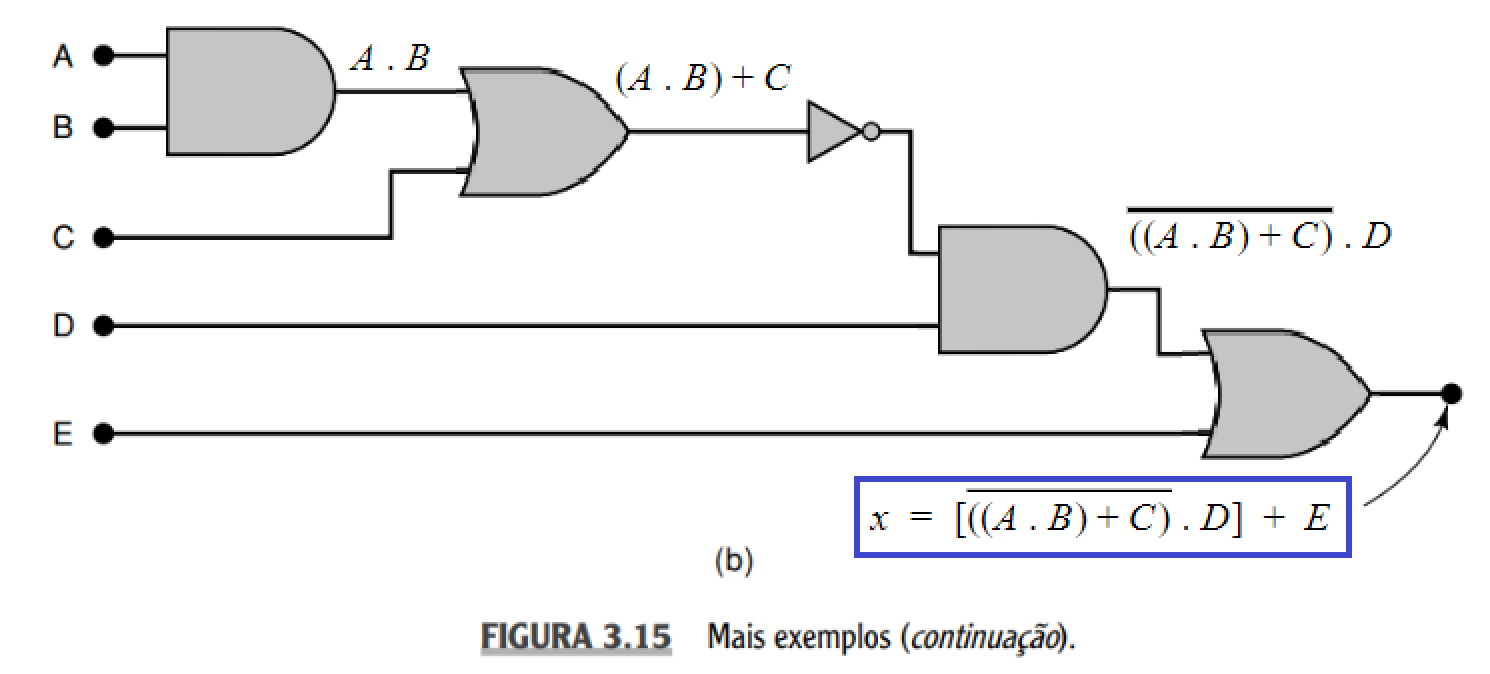 A
A . B
(A . B) + C
B
C
((A . B) + C) . D
D
E
x = [((A . B) + C) . D] + E
(b)
FIGURA 3.15 Mais exemplos (continuação).